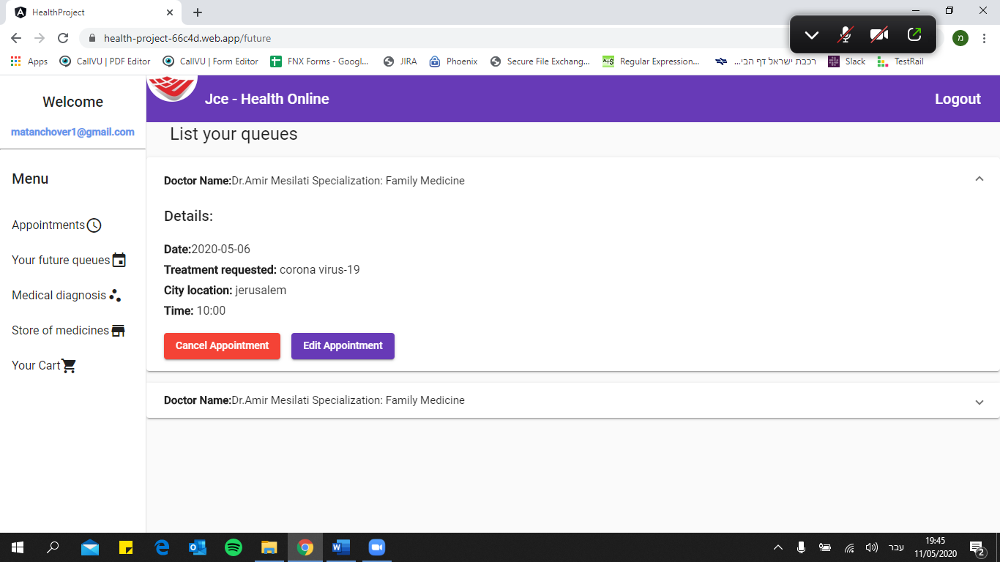 HealthProject
health-project-66c4d.web.app/future
מ
Apps
CallVU | PDF Editor
CallVU | Form Editor
FNX Forms - Googl...
JIRA
Phoenix
Secure File Exchang...
Regular Expression...
רכבת ישראל דף הבי...
Slack
TestRail
Welcome
matanchover1@gmail.com
Jce - Health Online
Logout
List your queues
Menu
Appointments
Your future queues
Medical diagnosis
Store of medicines
Your Cart
Doctor Name:Dr.Amir Mesilati Specialization: Family Medicine
Details:
Date:2020-05-06
Treatment requested: corona virus-19
City location: jerusalem
Time: 10:00
Cancel Appointment
Edit Appointment
Doctor Name:Dr.Amir Mesilati Specialization: Family Medicine
עבר
19:45
11/05/2020
2